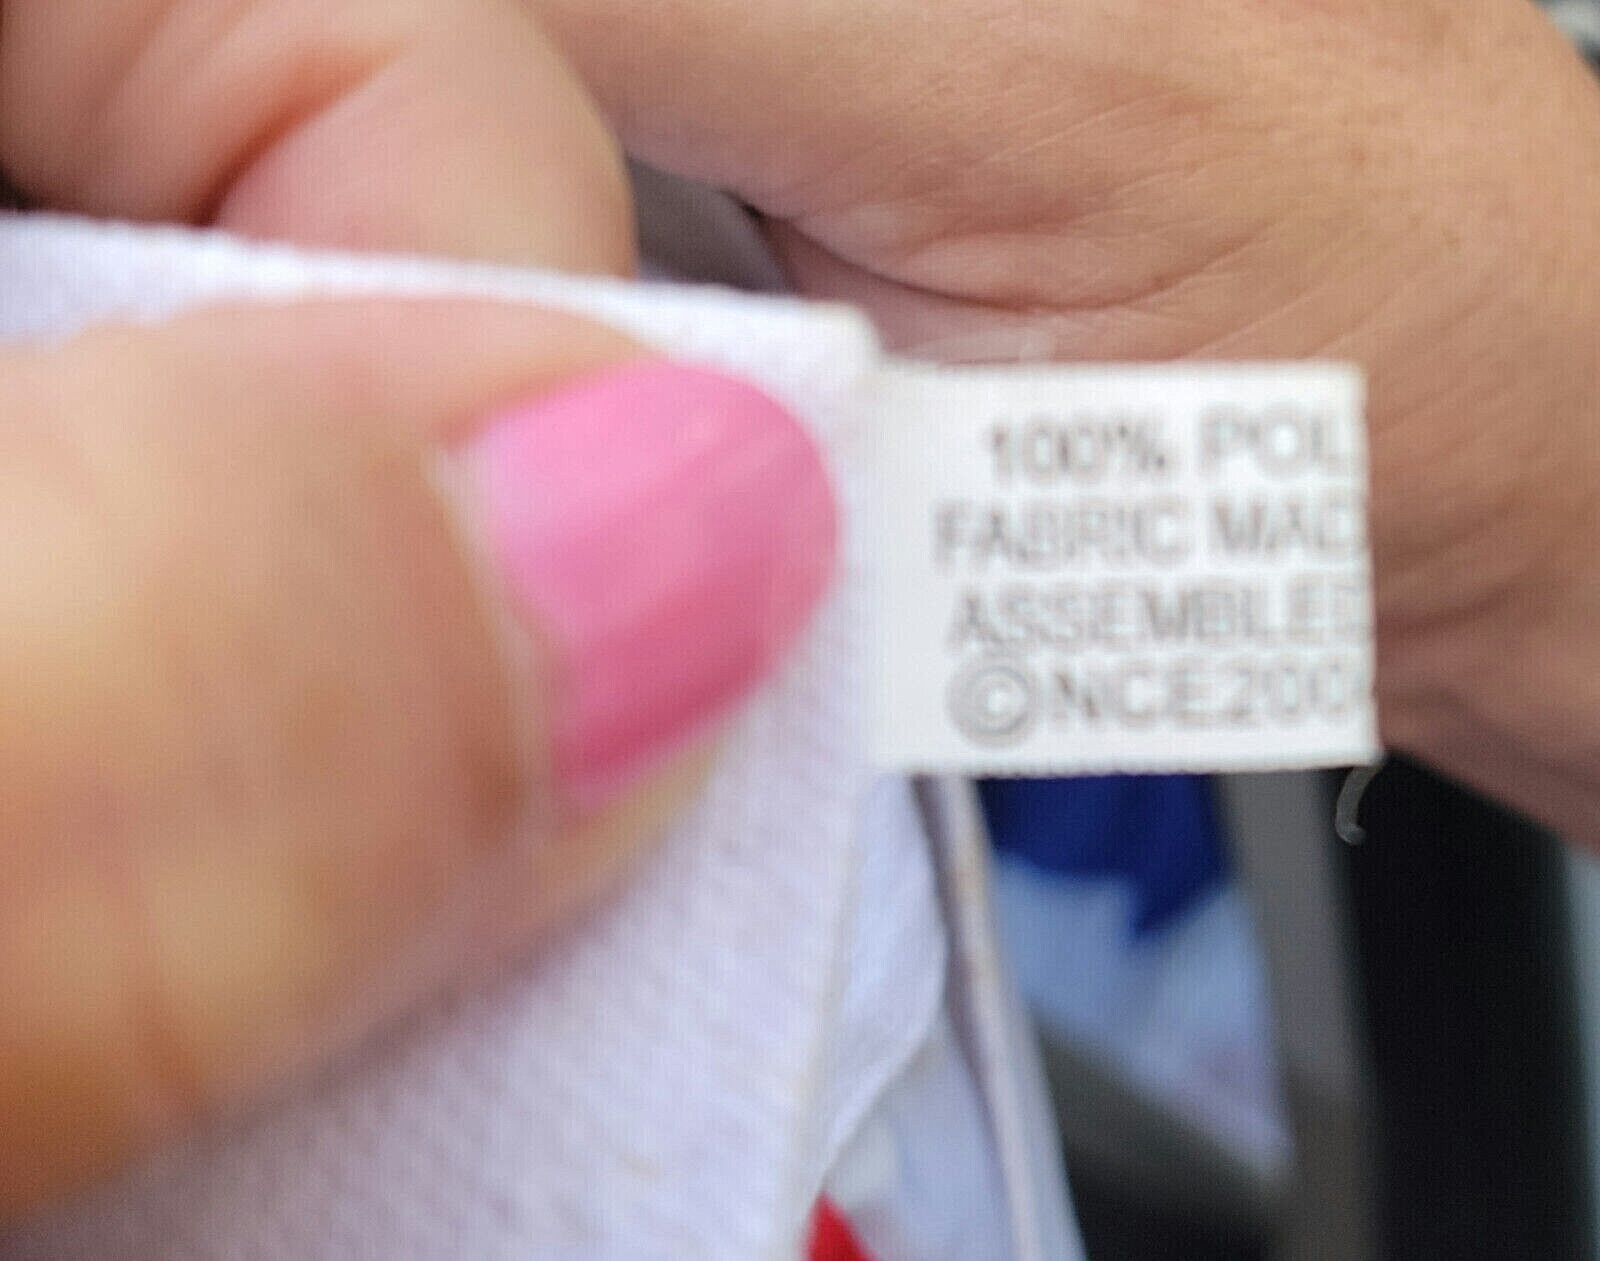 100% POL
FABRIC MAD
ASSEMBLED
©NCE200